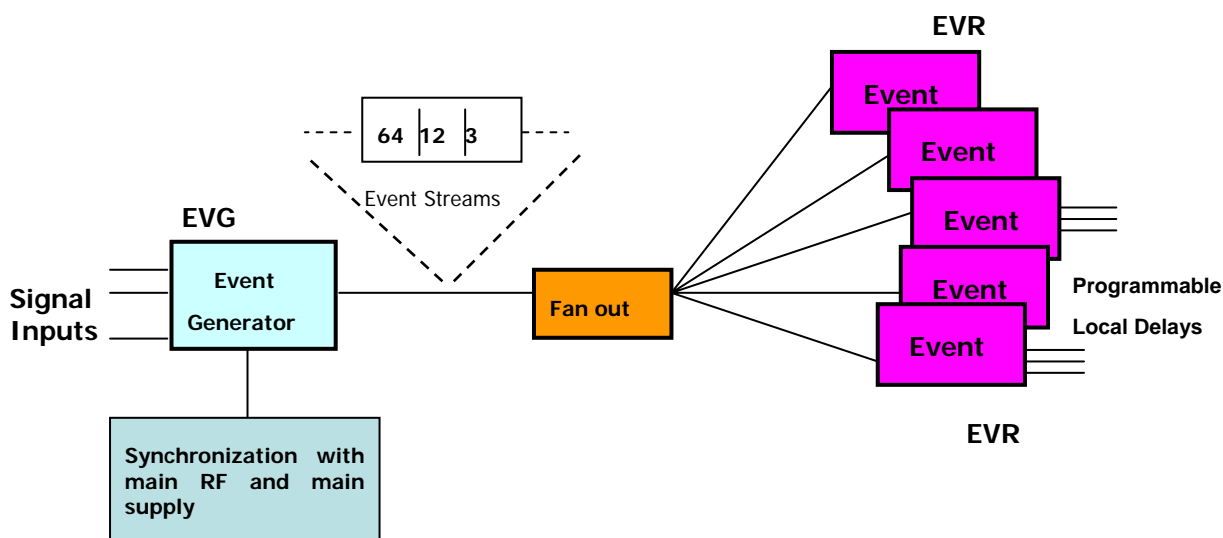 EVR
Event
64 12 3
Event
Event Streams
EVG
Event
Event
Generator
Signal
Inputs
Fan out
Event
Programmable
Local Delays
Event
EVR
Synchronization with
main RF and main
supply